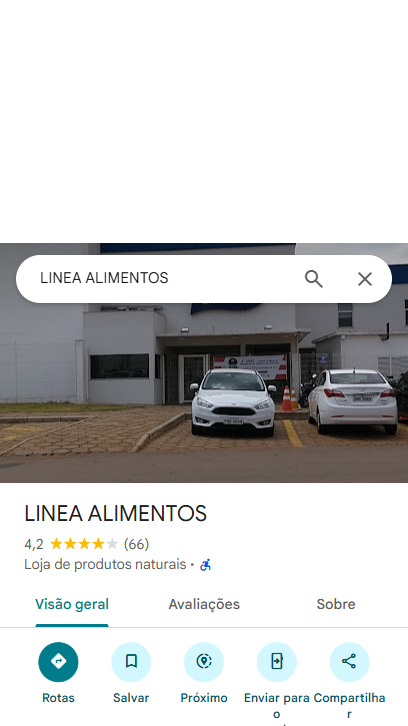 LINEA ALIMENTOS
LINEA ALIMENTOS
4,2 (66)
Loja de produtos naturais ·
Visão geral
Avaliações
Sobre
Rotas
Salvar
Próximo
Enviar para
o
Compartilha
r